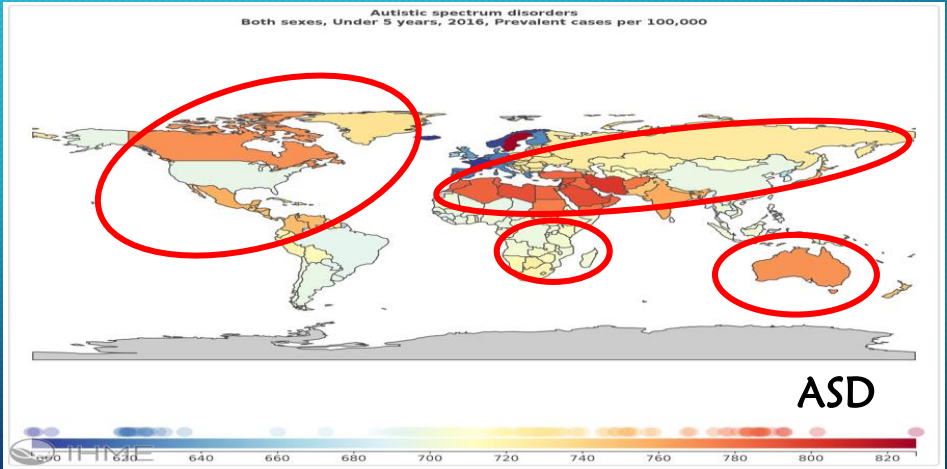 Autistic spectrum disorders
Both sexes, Under 5 years, 2016, Prevalent cases per 100,000
ASD
IHME
620 640 660 680 700 720 740 760 780 800 820